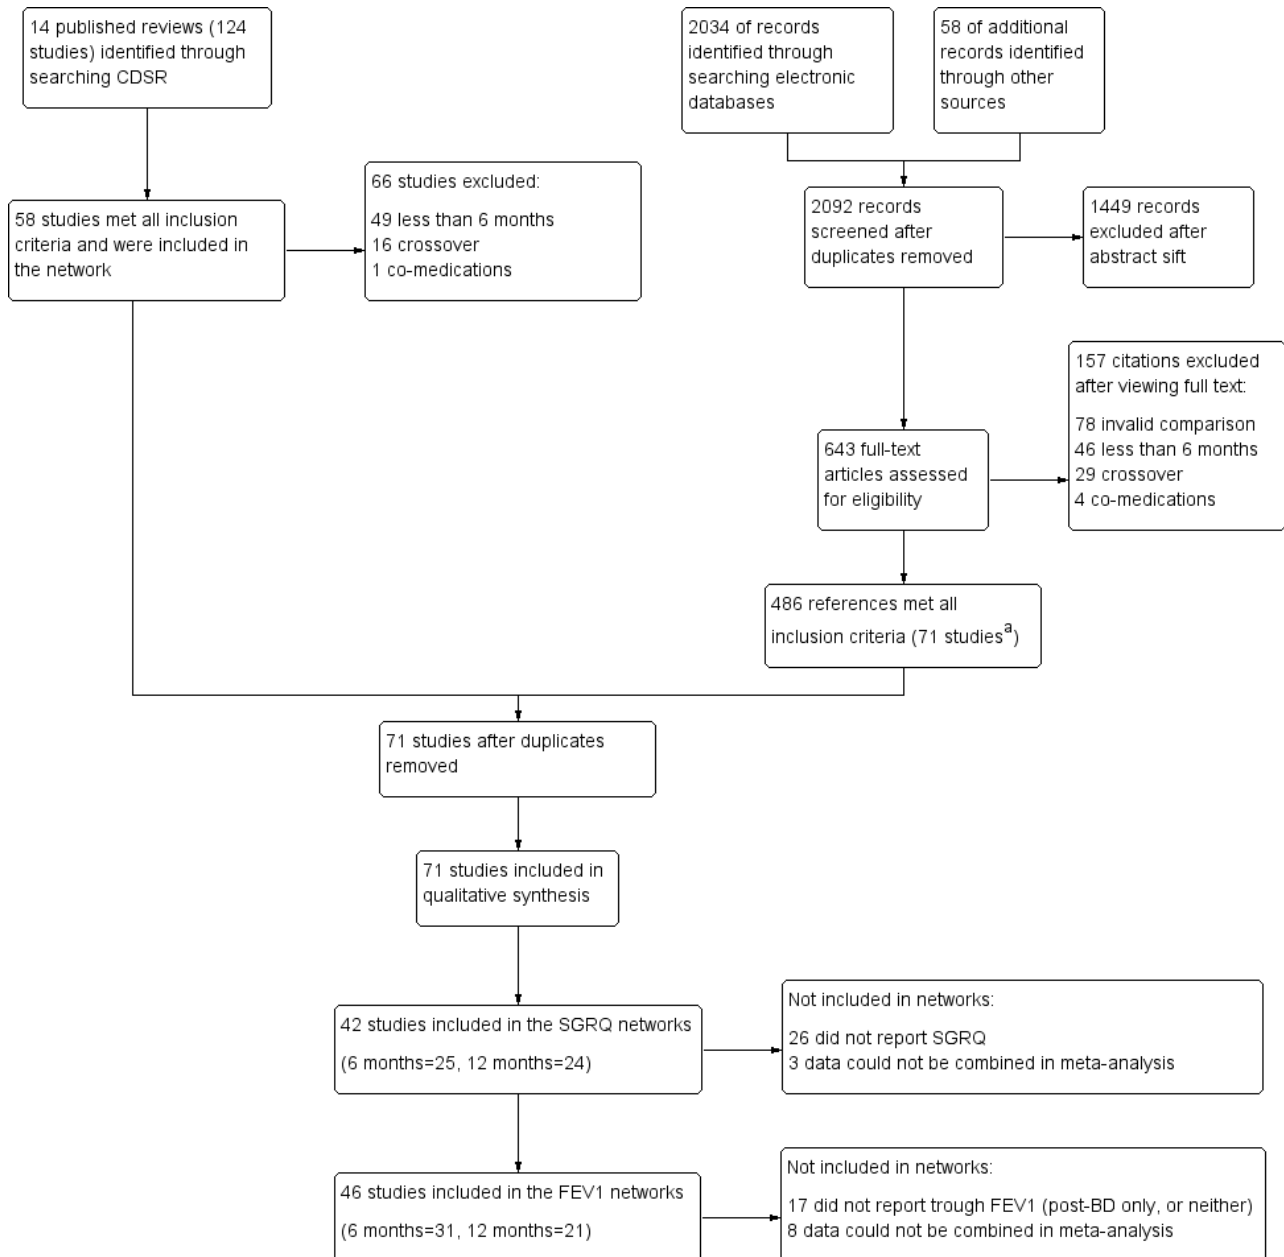 14 published reviews (124
studies) identified through
searching CDSR
2034 of records
identified through
searching electronic
databases
58 of additional
records identified
through other
sources
58 studies met all inclusion
criteria and were included in
the network
66 studies excluded:
49 less than 6 months
16 crossover
1 co-medications
2092 records
screened after
duplicates removed
1449 records
excluded after
abstract sift
643 full-text
articles assessed
for eligibility
157 citations excluded
after viewing full text:
78 invalid comparison
46 less than 6 months
29 crossover
4 co-medications
486 references met all
inclusion criteria (71 studiesᵃ)
71 studies after duplicates
removed
71 studies included in
qualitative synthesis
42 studies included in the SGRQ networks
(6 months=25, 12 months=24)
Not included in networks:
26 did not report SGRQ
3 data could not be combined in meta-analysis
46 studies included in the FEV1 networks
(6 months=31, 12 months=21)
Not included in networks:
17 did not report trough FEV1 (post-BD only, or neither)
8 data could not be combined in meta-analysis